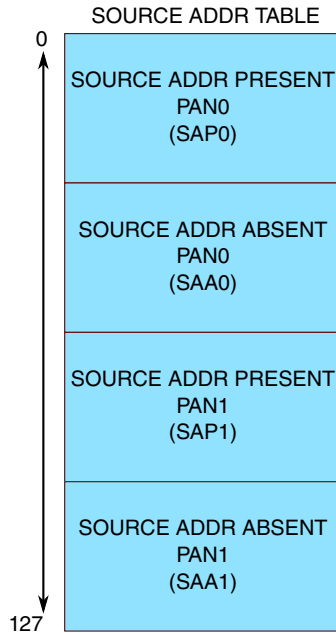 SOURCE ADDR TABLE
0
SOURCE ADDR PRESENT
PAN0
(SAP0)
SOURCE ADDR ABSENT
PAN0
(SAA0)
SOURCE ADDR PRESENT
PAN1
(SAP1)
SOURCE ADDR ABSENT
PAN1
(SAA1)
127